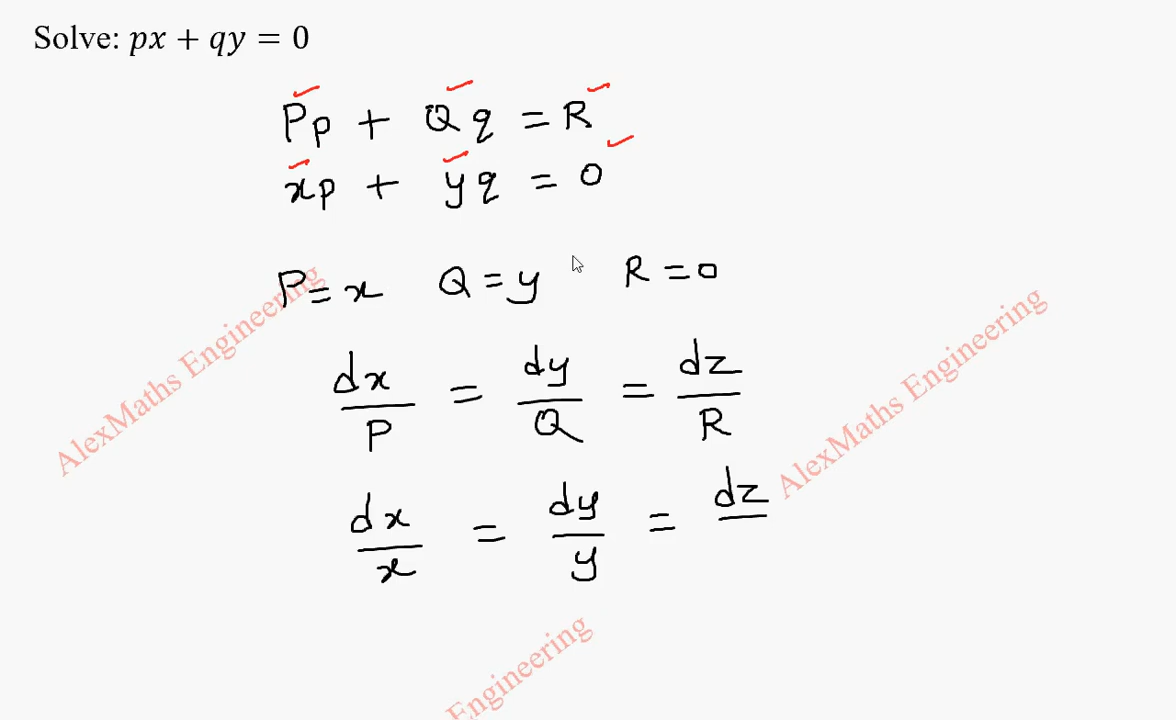 Solve: px + qy = 0
Pp + Qq = R
xp + yq = 0
P = x Q = y R = 0
dx/P = dy/Q = dz/R
dx/x = dy/y = dz/
AlexMaths Engineering
AlexMaths Engineering
Engineering